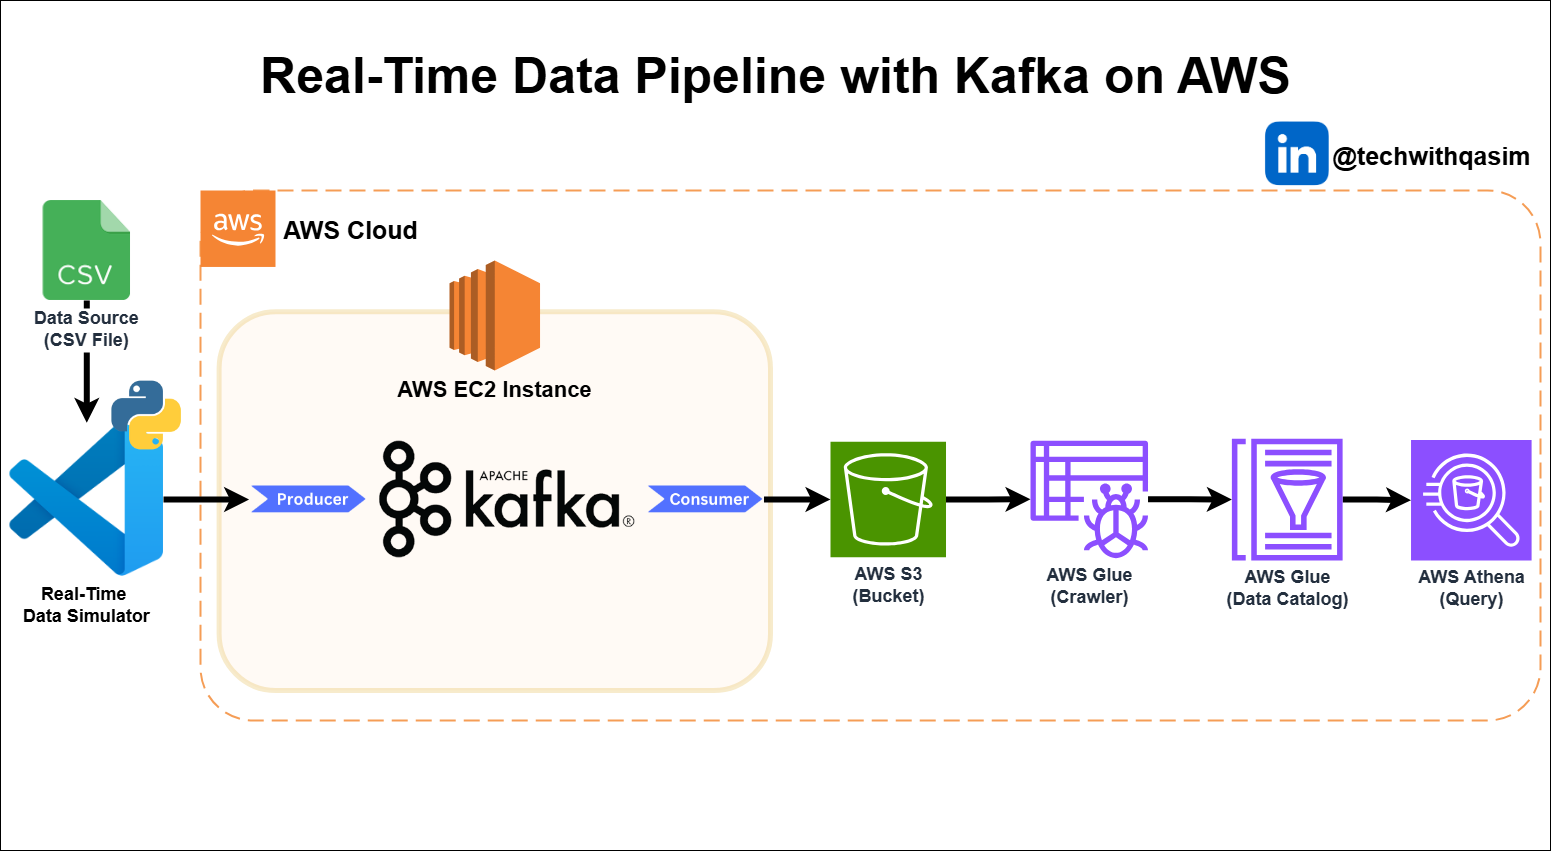 Real-Time Data Pipeline with Kafka on AWS
in @techwithqasim
aws
AWS Cloud
CSV
Data Source
(CSV File)
AWS EC2 Instance
Producer
APACHE
kafka®
Consumer
Real-Time
Data Simulator
AWS S3
(Bucket)
AWS Glue
(Crawler)
AWS Glue
(Data Catalog)
AWS Athena
(Query)